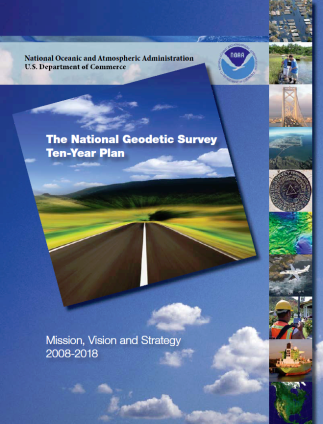 National Oceanic and Atmospheric Administration
U.S. Department of Commerce
NOAA
The National Geodetic Survey
Ten-Year Plan
Mission, Vision and Strategy
2008-2018